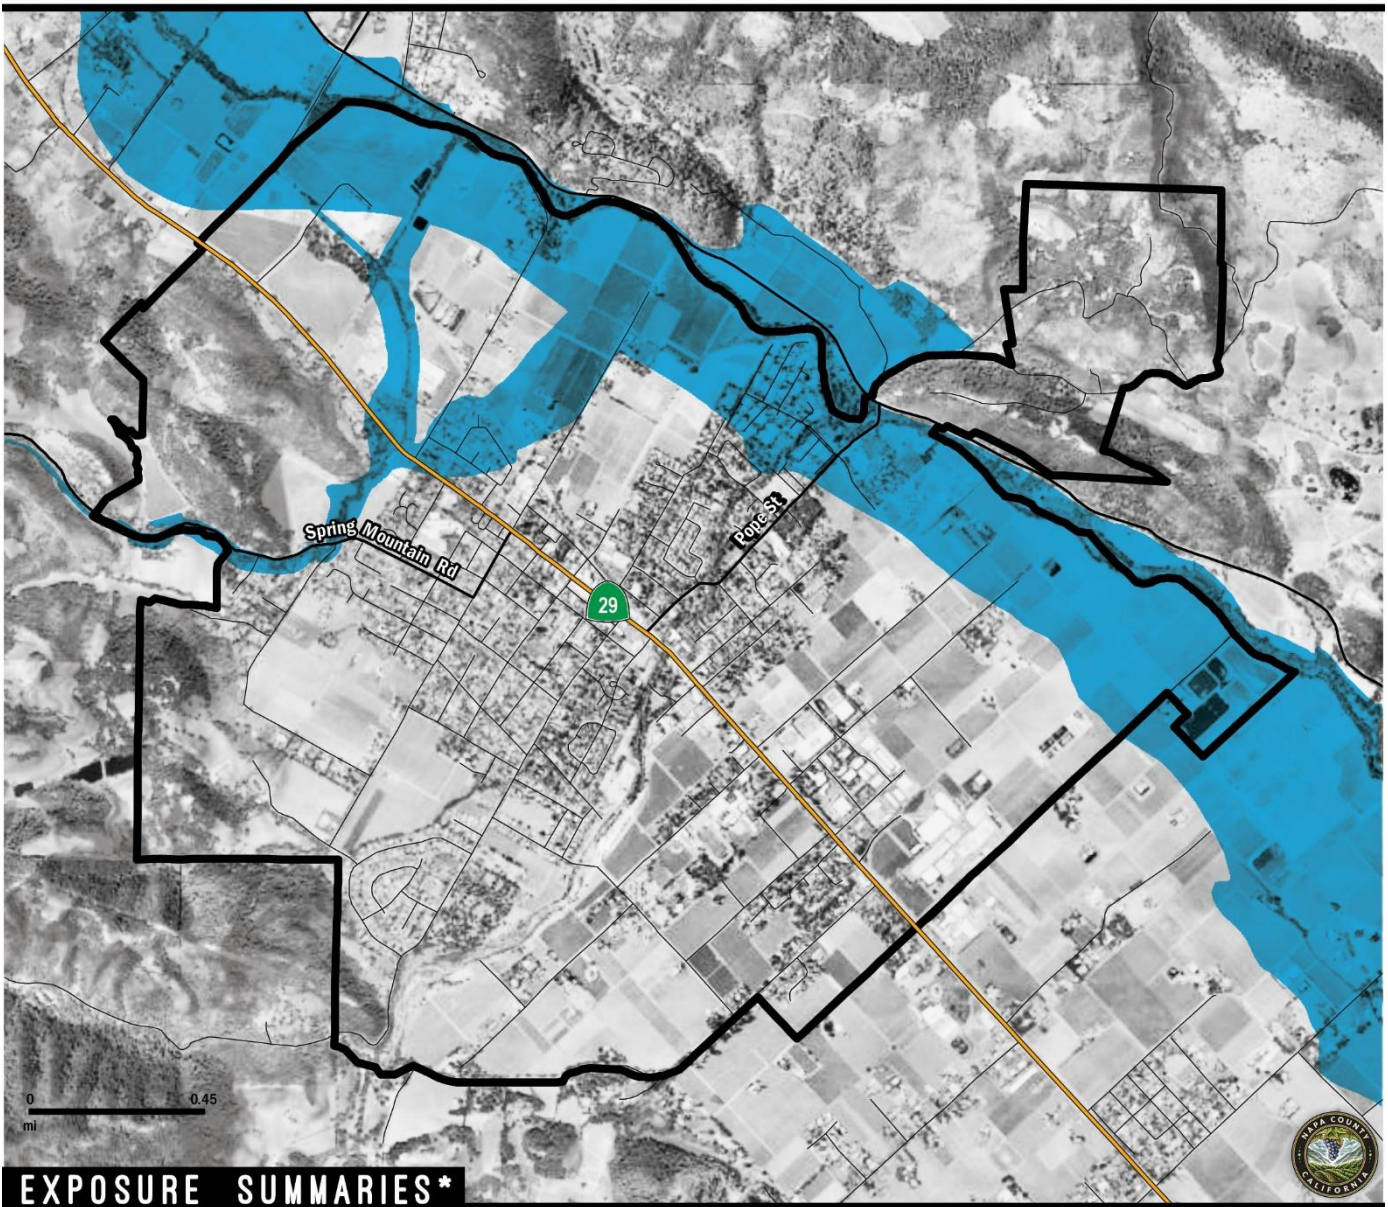 Spring Mountain Rd
Pope St
29
0 0.45
mi
NAPA COUNTY
CALIFORNIA
EXPOSURE SUMMARIES*